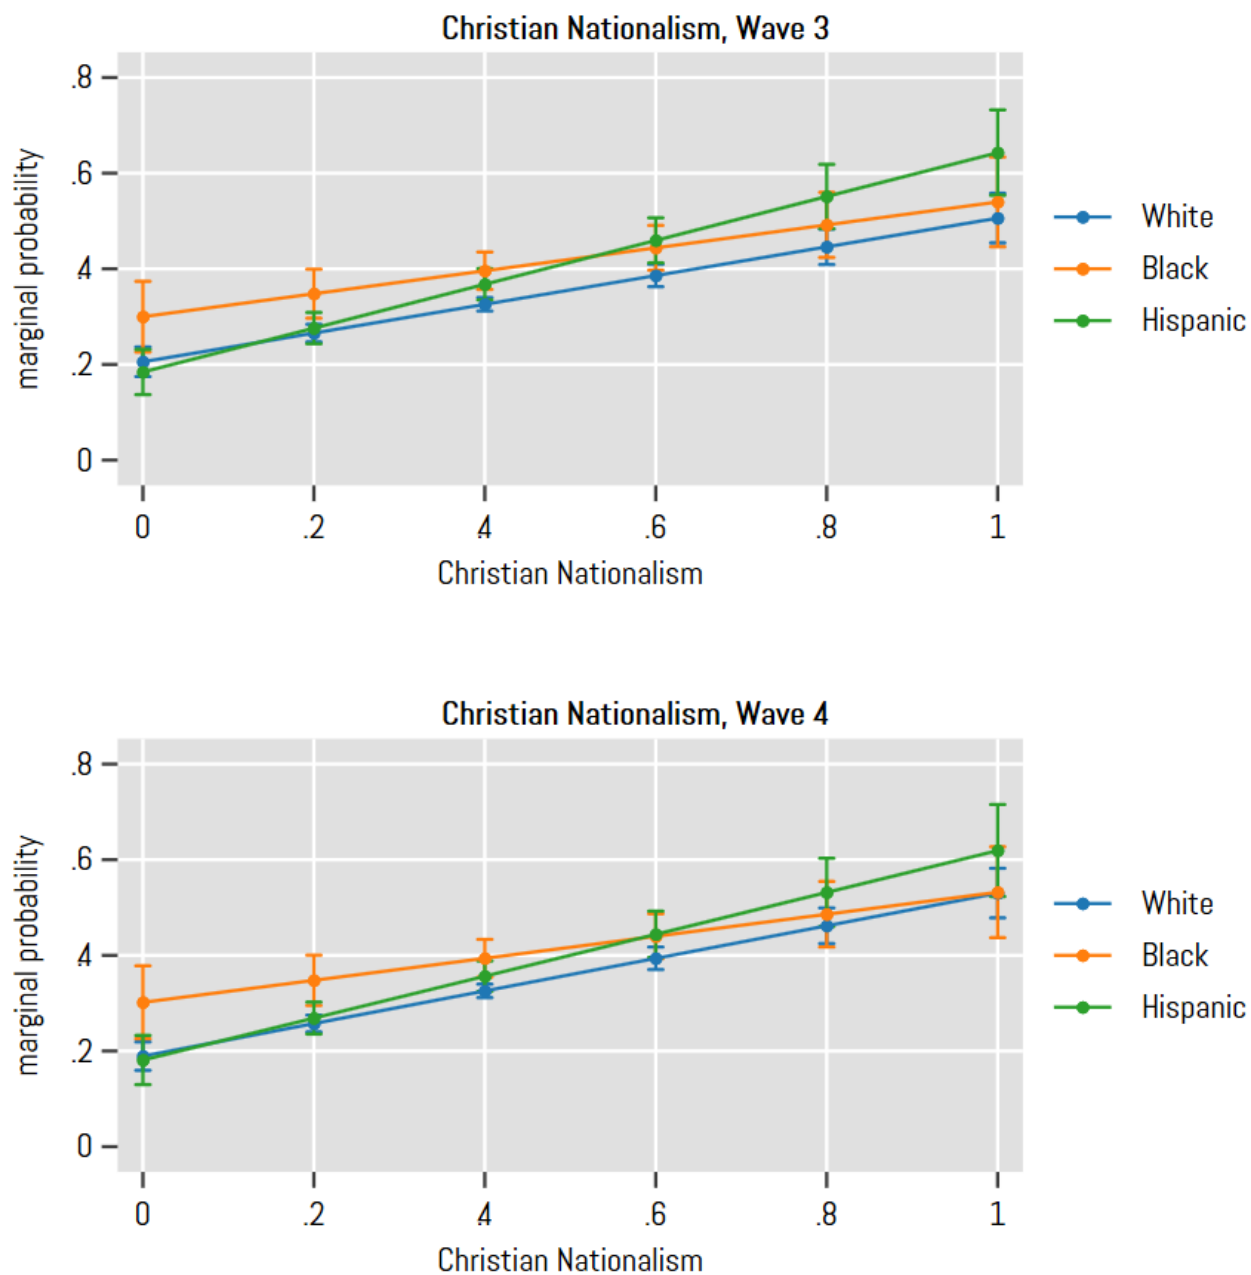 Christian Nationalism, Wave 3
marginal probability
.8
.6
.4
.2
0
0 .2 .4 .6 .8 1
Christian Nationalism
White
Black
Hispanic
Christian Nationalism, Wave 4
marginal probability
.8
.6
.4
.2
0
0 .2 .4 .6 .8 1
Christian Nationalism
White
Black
Hispanic